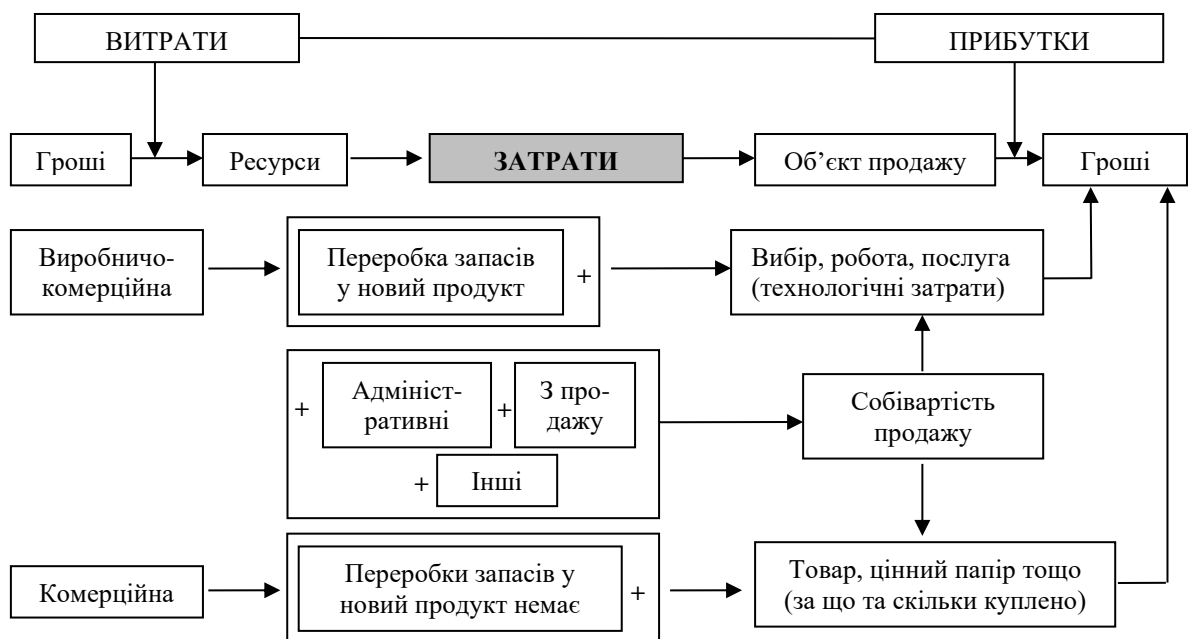 ВИТРАТИ
ПРИБУТКИ
Гроші
Ресурси
ЗАТРАТИ
Об’єкт продажу
Гроші
Виробничо-
комерційна
Переробка запасів
у новий продукт
+
Вибір, робота, послуга
(технологічні затрати)
+
Адмініст-
ративні
+
З про-
дажу
+
Інші
Собівартість
продажу
Комерційна
Переробки запасів у
новий продукт немає
+
Товар, цінний папір тощо
(за що та скільки куплено)